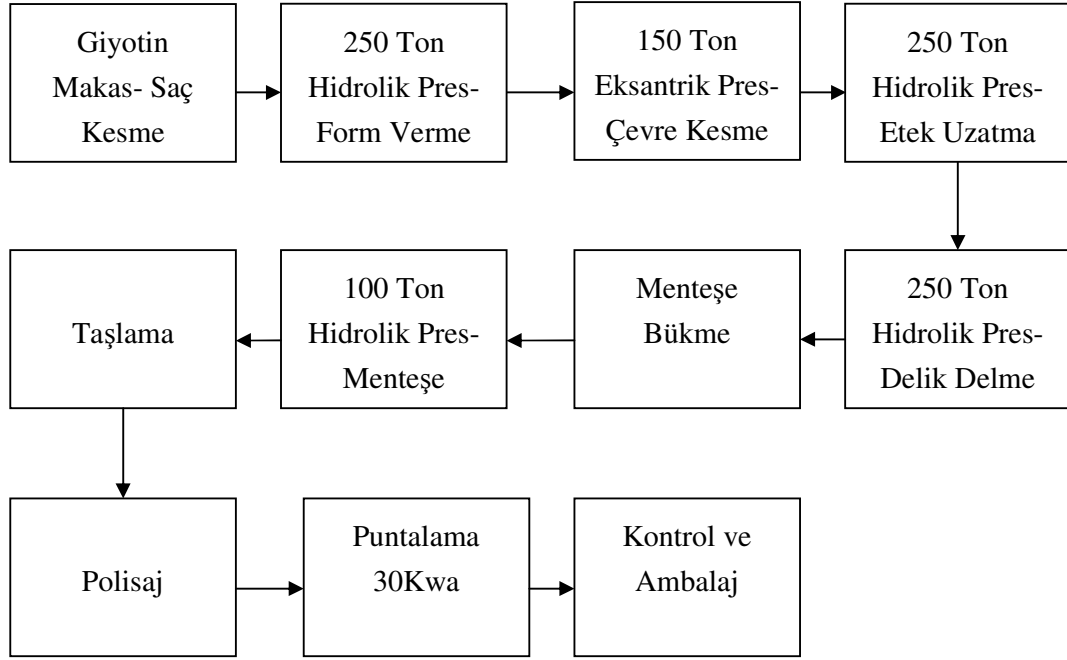 Giyotin
Makas- Saç
Kesme
250 Ton
Hidrolik Pres-
Form Verme
150 Ton
Eksantrik Pres-
Çevre Kesme
250 Ton
Hidrolik Pres-
Etek Uzatma
250 Ton
Hidrolik Pres-
Delik Delme
Menteşe
Bükme
100 Ton
Hidrolik Pres-
Menteşe
Taşlama
Polisaj
Puntalama
30Kwa
Kontrol ve
Ambalaj